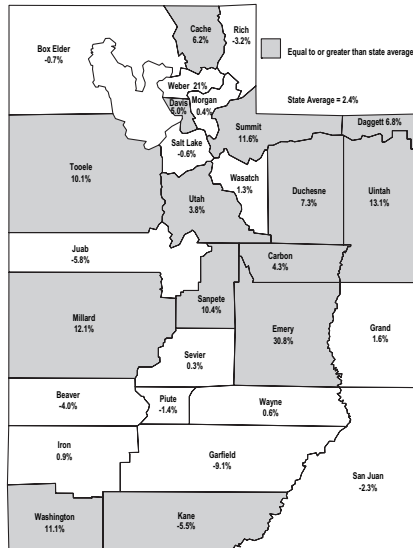 Cache
6.2%
Rich
-3.2%
Box Elder
-0.7%
Equal to or greater than state average
Weber 21%
Davis
5.0%
Morgan
0.4%
State Average = 2.4%
Daggett 6.8%
Summit
11.6%
Salt Lake
-0.6%
Tooele
10.1%
Wasatch
1.3%
Duchesne
7.3%
Uintah
13.1%
Utah
3.8%
Juab
-5.8%
Carbon
4.3%
Sanpete
10.4%
Millard
12.1%
Emery
30.8%
Grand
1.6%
Sevier
0.3%
Beaver
-4.0%
Piute
-1.4%
Wayne
0.6%
Iron
0.9%
Garfield
-9.1%
San Juan
-2.3%
Washington
11.1%
Kane
-5.5%